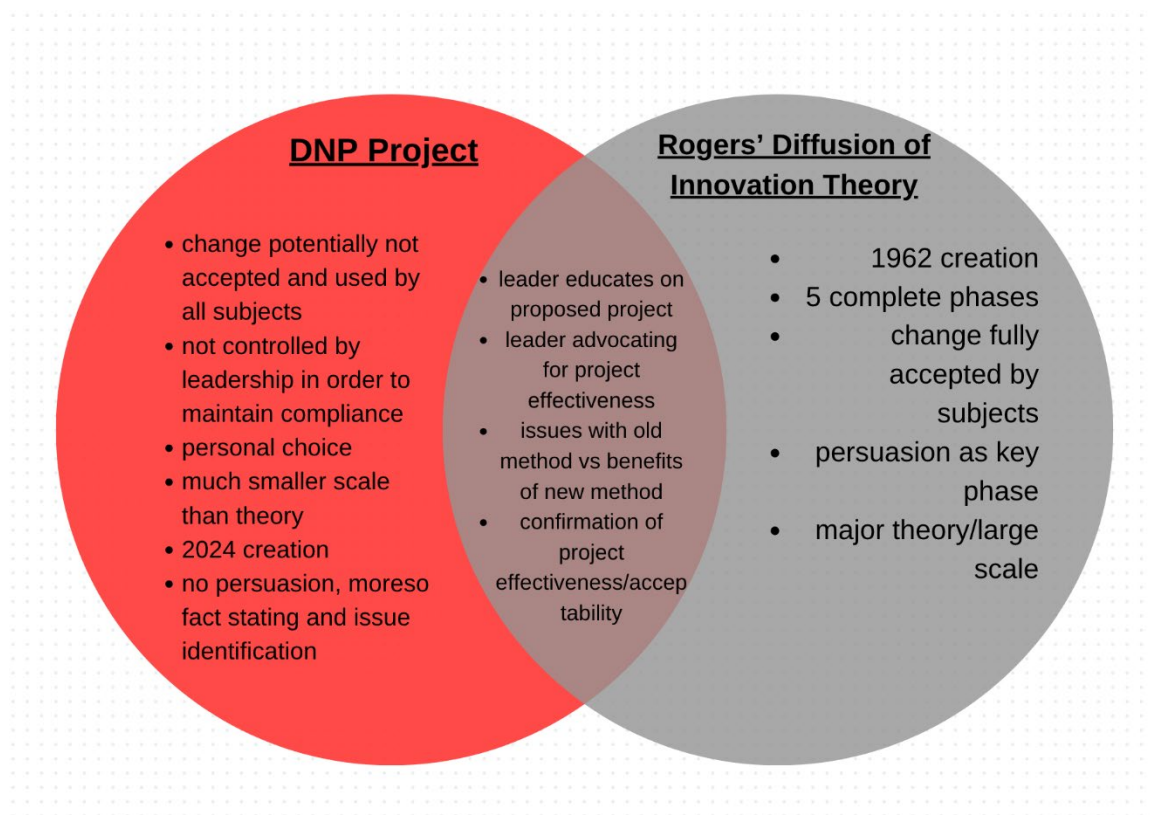 DNP Project
• change potentially not
accepted and used by
all subjects
• not controlled by
leadership in order to
maintain compliance
• personal choice
• much smaller scale
than theory
• 2024 creation
• no persuasion, moreso
fact stating and issue
identification
• leader educates on
proposed project
• leader advocating
for project
effectiveness
• issues with old
method vs benefits
of new method
• confirmation of
project
effectiveness/accep
tability
Rogers’ Diffusion of
Innovation Theory
• 1962 creation
• 5 complete phases
• change fully
accepted by
subjects
• persuasion as key
phase
• major theory/large
scale